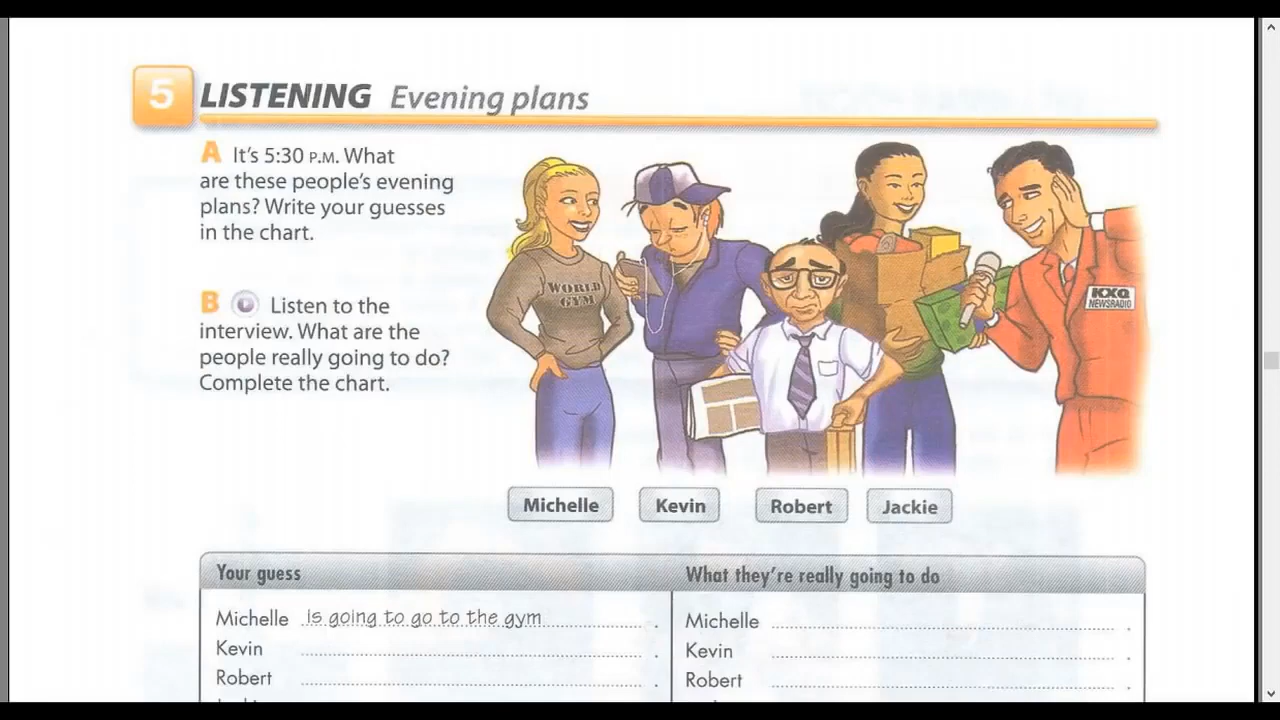 5 LISTENING Evening plans
A It's 5:30 P.M. What
are these people's evening
plans? Write your guesses
in the chart.
B Listen to the
interview. What are the
people really going to do?
Complete the chart.
WORLD
GYM
KXQ
NEWSRADIO
Michelle Kevin Robert Jackie
Your guess What they're really going to do
Michelle is going to go to the gym. Michelle .
Kevin . Kevin .
Robert . Robert .